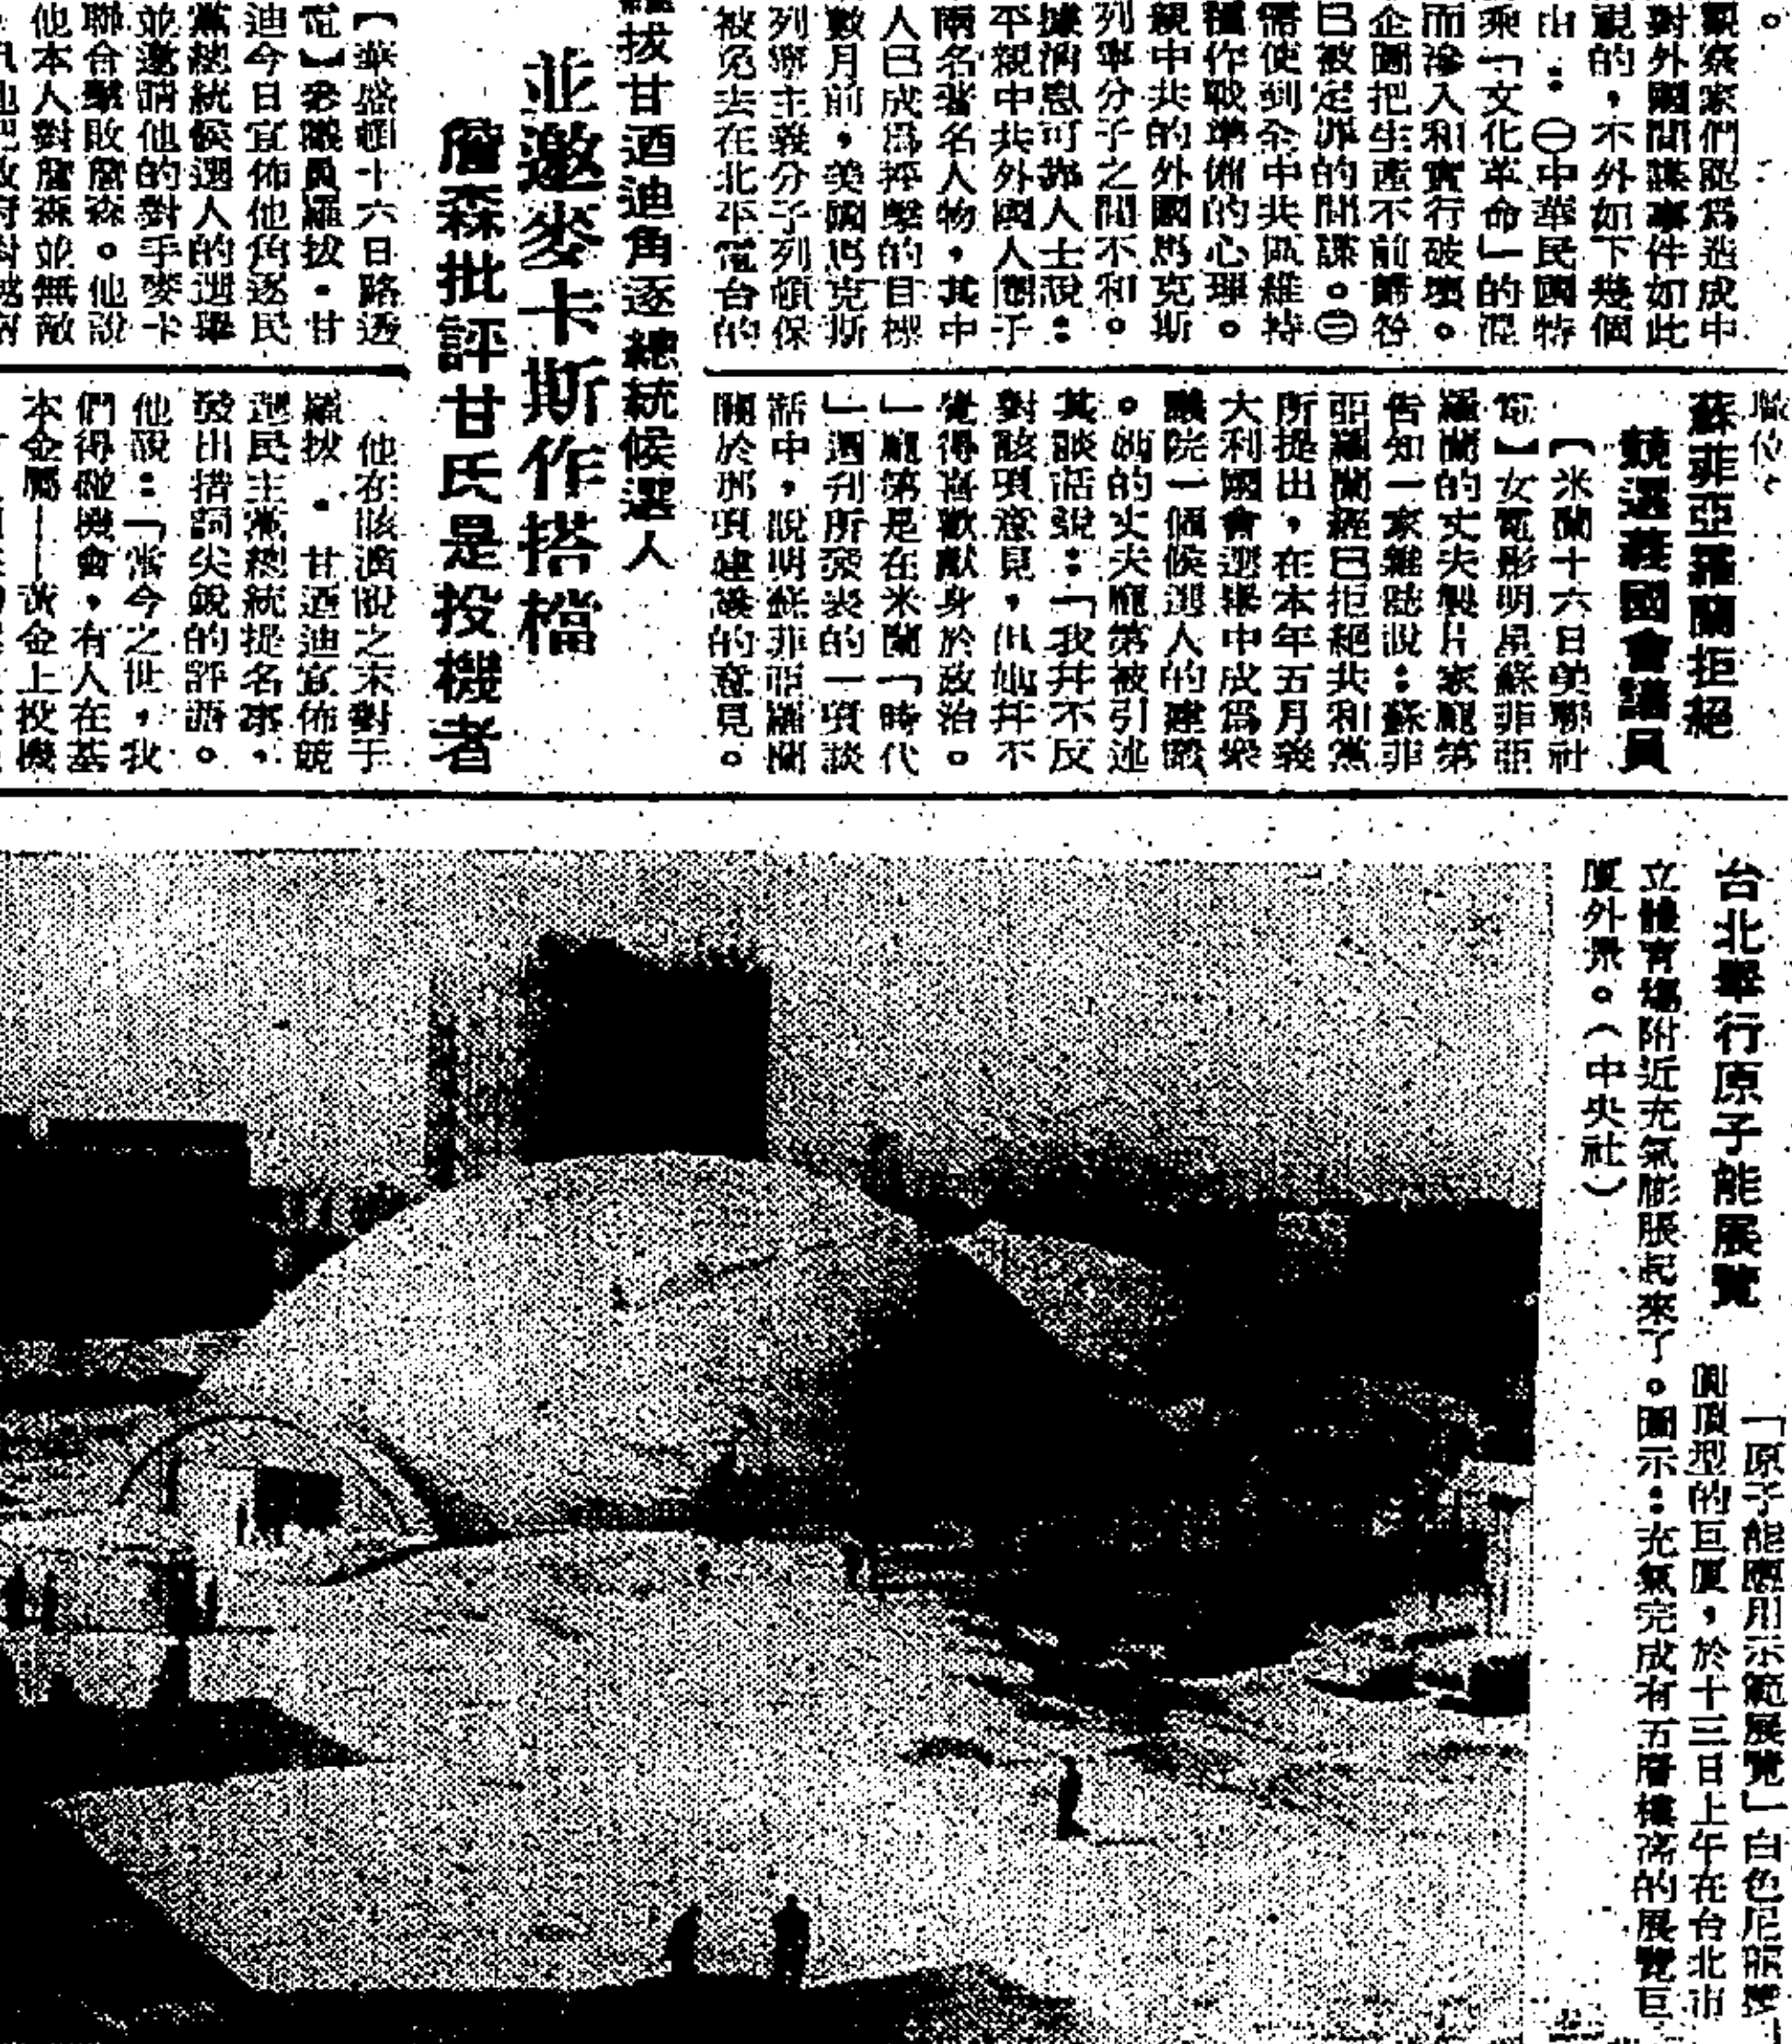 觀察家們認爲造成中
對外國間諜事件如此
視的，不外如下幾個
由：㊀中華民國特
乘「文化革命」的混
而滲入和實行破壞。
企圖把生產不前歸咎
已被定罪的間諜。㊂
需使到全中共區維持
種作戰準備的心理。
親中共的外國馬克斯
列寧分子之間不和。
據消息可靠人士說：
平親中共外國人圈子
兩名著名人物，其中
人已成爲抨擊的目標
數月前，美國馬克斯
列寧主義分子列頓保
被免去在北平電台的
職位。
蘇菲亞羅蘭拒絕
競選義國會議員
【米蘭十六日美聯社
電】女電影明星蘇菲亞
羅蘭的丈夫製片家龐第
告知一家雜誌說：蘇菲
亞羅蘭經已拒絕共和黨
所提出，在本年五月義
大利國會選舉中成爲衆
議院一個候選人的建議
。她的丈夫龐第被引述
其談話說：「我并不反
對該項意見，但她并不
覺得喜歡獻身於政治。
」龐第是在米蘭「時代
」週刋所發表的一項談
話中，說明蘇菲亞羅蘭
關於那項建議的意見。
羅拔甘迺迪角逐總統候選人
並邀麥卡斯作搭檔
詹森批評甘氏是投機者
【華盛頓十六日路透
電】參議員羅拔．甘
迪今日宣佈他角逐民
黨總統候選人的選舉
並邀請他的對手麥卡
聯合擊敗詹森。他說
他本人對詹森並無敵
他在該演說之末對于
羅拔．甘迺迪宣佈競
選民主黨總統提名事，
發出措詞尖銳的評語。
他說：「當今之世，我
們得碰機會，有人在基
本金屬——黃金上投機
台北舉行原子能展覽
「原子能應用示範展覽」白色尼龍
圓頂型的巨厦，於十三日上午在台北市
立體育場附近充氣膨脹起來了。圖示：充氣完成有五層樓高的展覽巨
厦外景。（中央社）